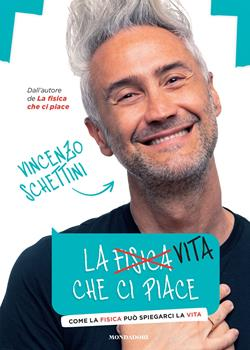 Dall'autore
de La fisica
che ci piace
VINCENZO
SCHETTINI
LA FISICA VITA
CHE CI PIACE
COME LA FISICA PUÒ SPIEGARCI LA VITA
MONDADORI